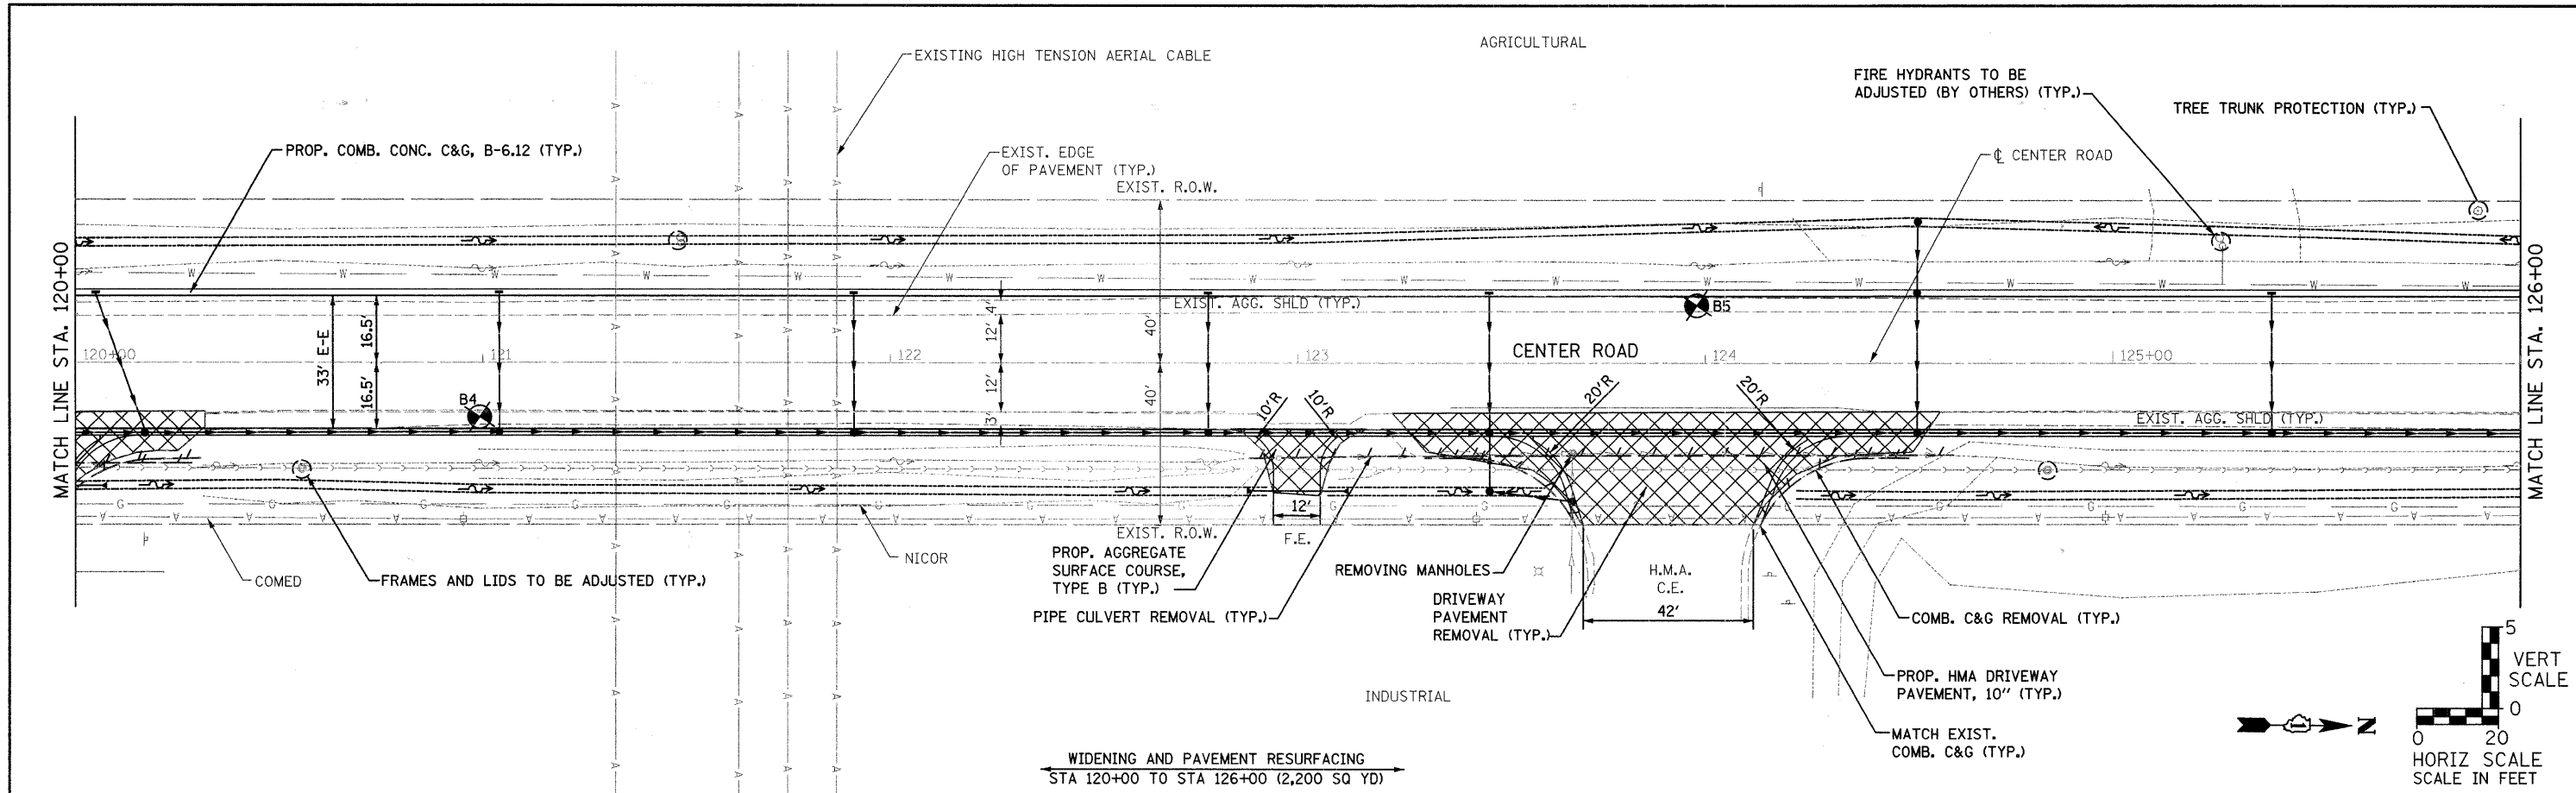 AGRICULTURAL
EXISTING HIGH TENSION AERIAL CABLE
FIRE HYDRANTS TO BE
ADJUSTED (BY OTHERS) (TYP.)
TREE TRUNK PROTECTION (TYP.)
PROP. COMB. CONC. C&G, B-6.12 (TYP.)
EXIST. EDGE
OF PAVEMENT (TYP.)
EXIST. R.O.W.
℄ CENTER ROAD
MATCH LINE STA. 120+00
MATCH LINE STA. 126+00
W W W W W W W W W W W W W W W W
EXIST. AGG. SHLD (TYP.)
B5
120+00
121
122
123
124
125+00
CENTER ROAD
33' E-E
16.5'
16.5'
4'
12'
12'
3'
40'
40'
B4
10'R
10'R
20'R
20'R
EXIST. AGG. SHLD (TYP.)
12'
EXIST. R.O.W.
F.E.
COMED
FRAMES AND LIDS TO BE ADJUSTED (TYP.)
NICOR
PROP. AGGREGATE
SURFACE COURSE,
TYPE B (TYP.)
PIPE CULVERT REMOVAL (TYP.)
REMOVING MANHOLES
DRIVEWAY
PAVEMENT
REMOVAL (TYP.)
H.M.A.
C.E.
42'
COMB. C&G REMOVAL (TYP.)
PROP. HMA DRIVEWAY
PAVEMENT, 10" (TYP.)
MATCH EXIST.
COMB. C&G (TYP.)
INDUSTRIAL
WIDENING AND PAVEMENT RESURFACING
STA 120+00 TO STA 126+00 (2,200 SQ YD)
N
5
VERT
SCALE
0
0 20
HORIZ SCALE
SCALE IN FEET